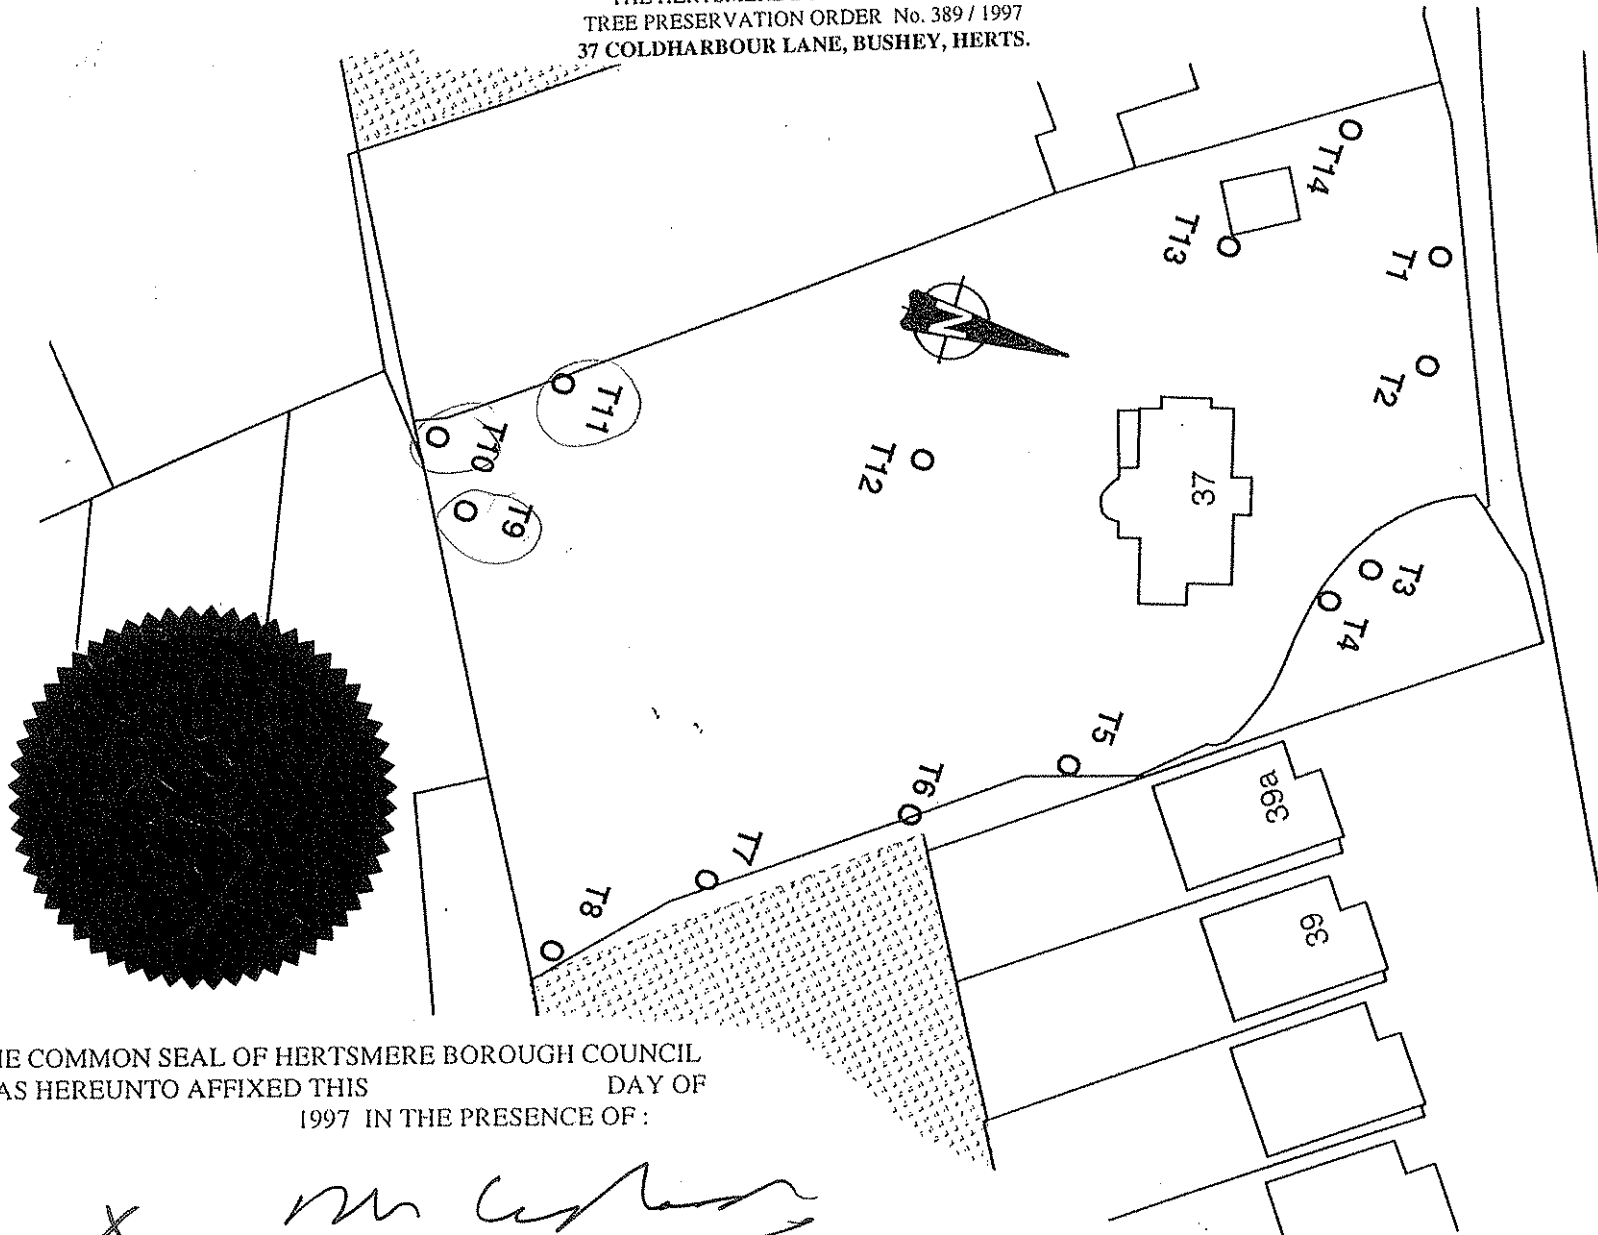 TREE PRESERVATION ORDER No. 389 / 1997
37 COLDHARBOUR LANE, BUSHEY, HERTS.
T14
T13
T1
N
T2
T11
T10
T12
37
T9
T3
T4
T5
T6
39a
T7
T8
39
COMMON SEAL OF HERTSMERE BOROUGH COUNCIL
HEREUNTO AFFIXED THIS DAY OF
1997 IN THE PRESENCE OF :